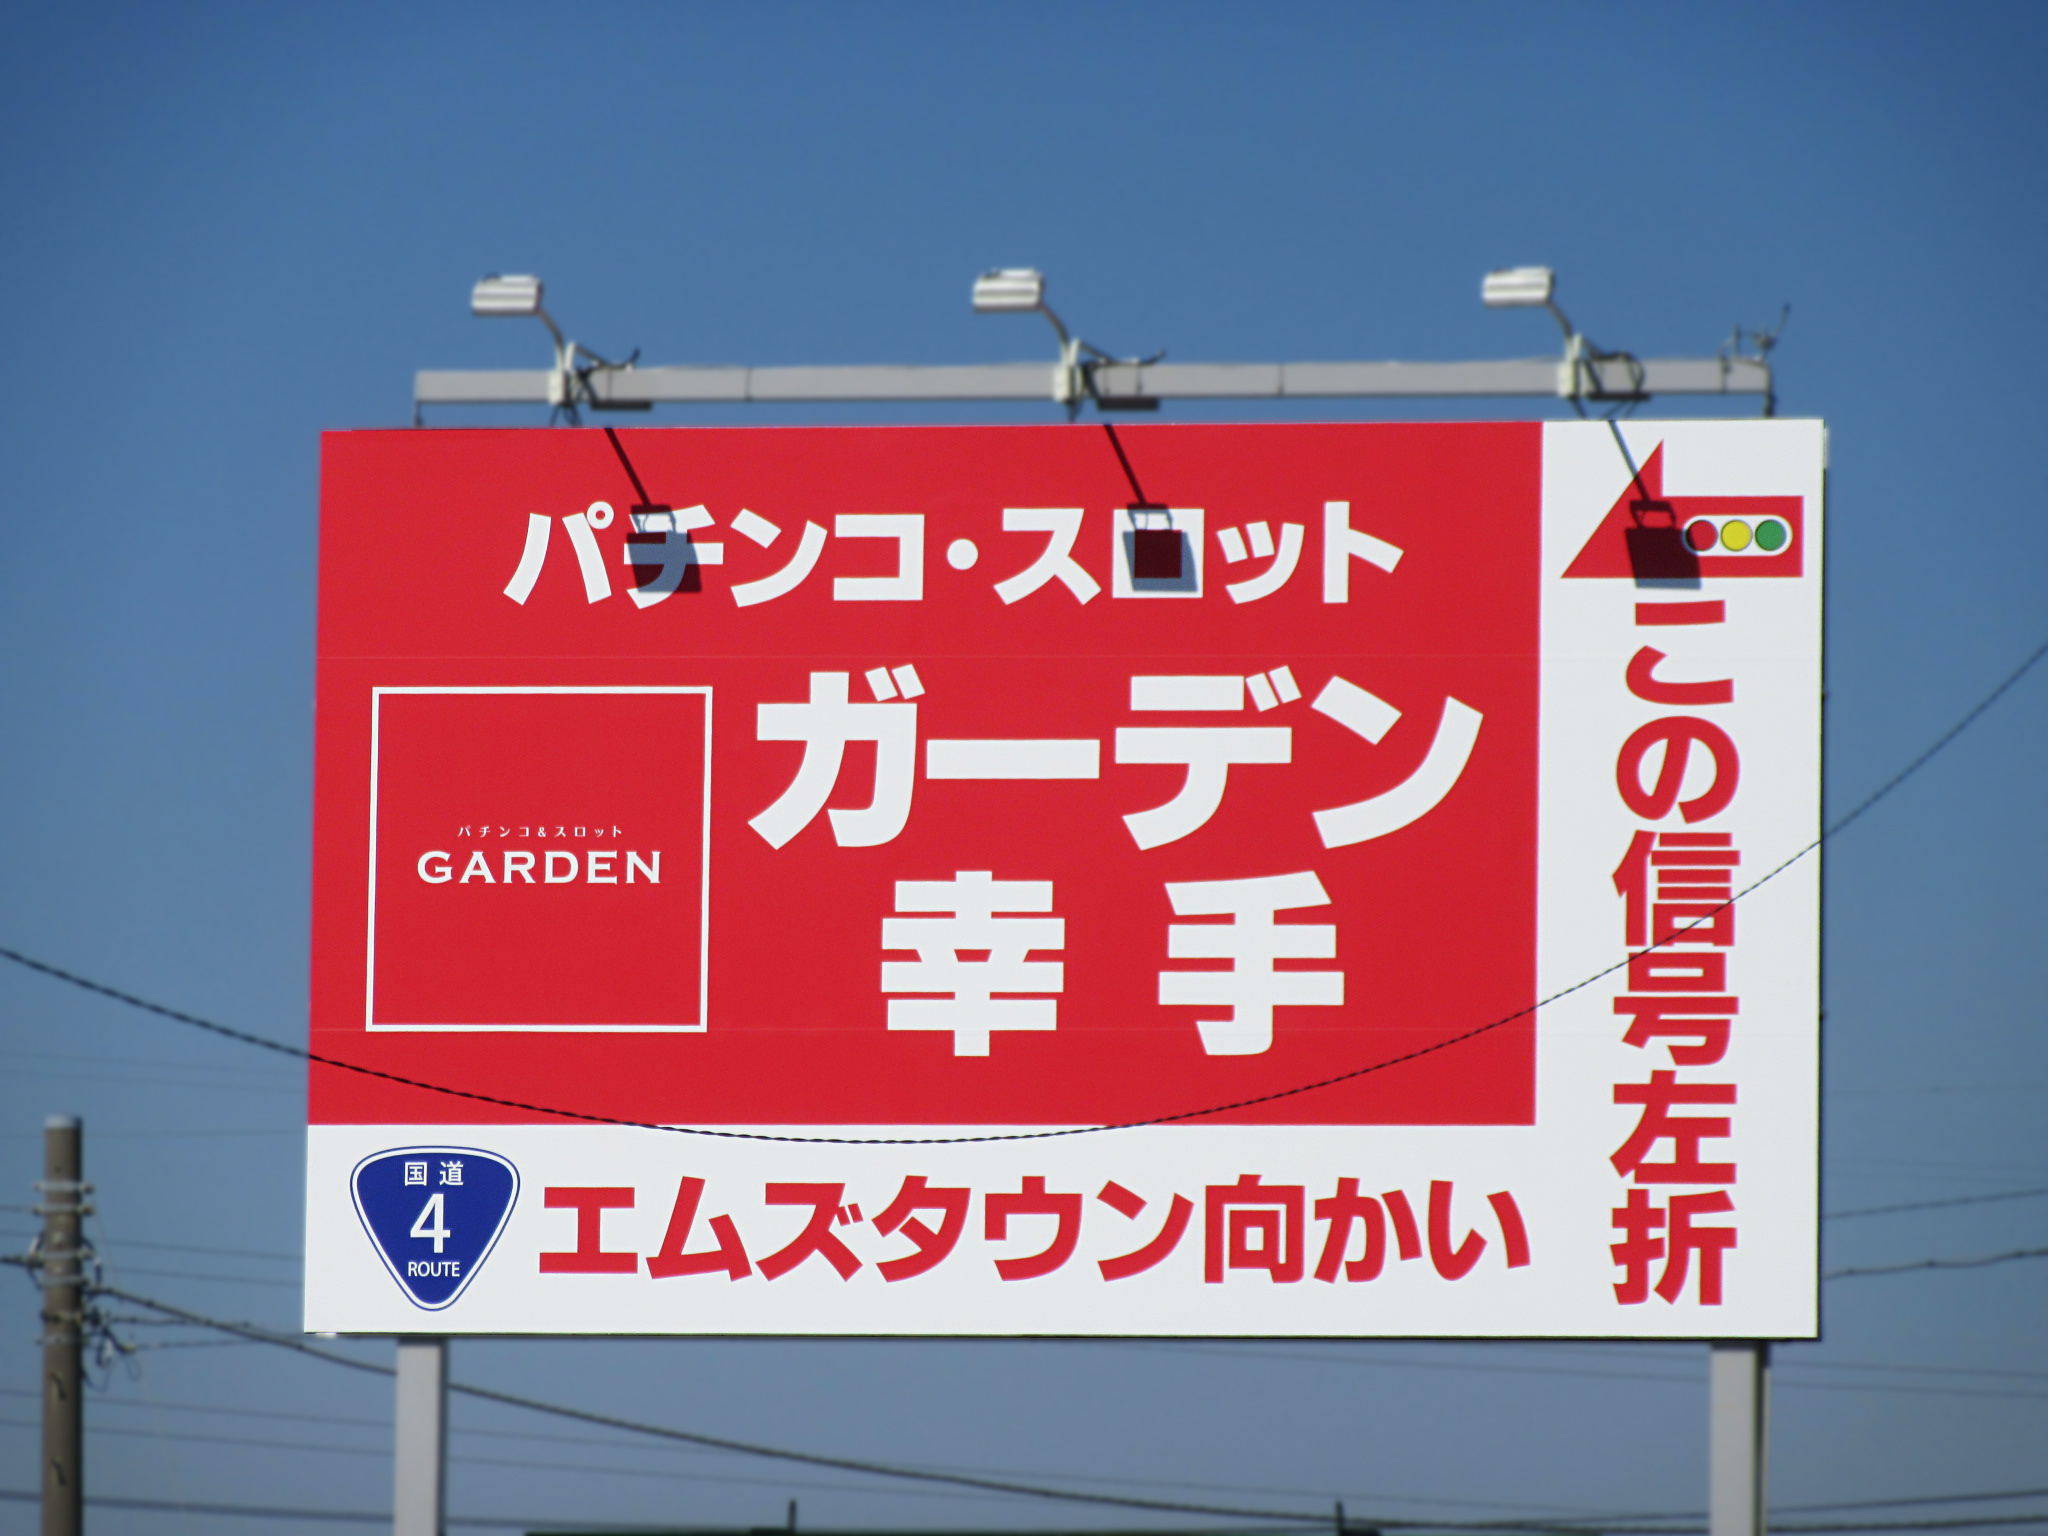 パチンコ・スロット
ガーデン
幸手
パチンコ&スロット
GARDEN
国道
4
ROUTE
エムズタウン向かい
この信号左折